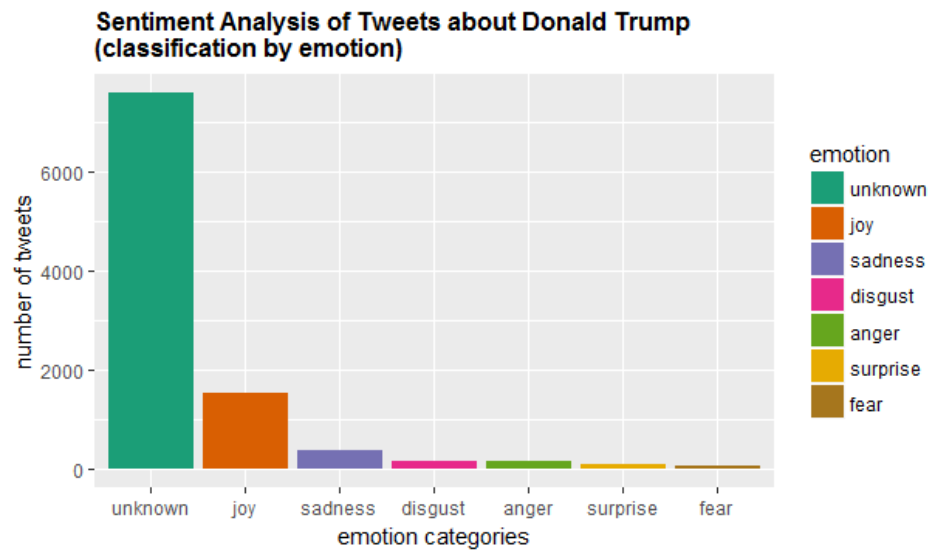 Sentiment Analysis of Tweets about Donald Trump
(classification by emotion)
number of tweets
6000
4000
2000
0
unknown joy sadness disgust anger surprise fear
emotion categories
emotion
unknown
joy
sadness
disgust
anger
surprise
fear